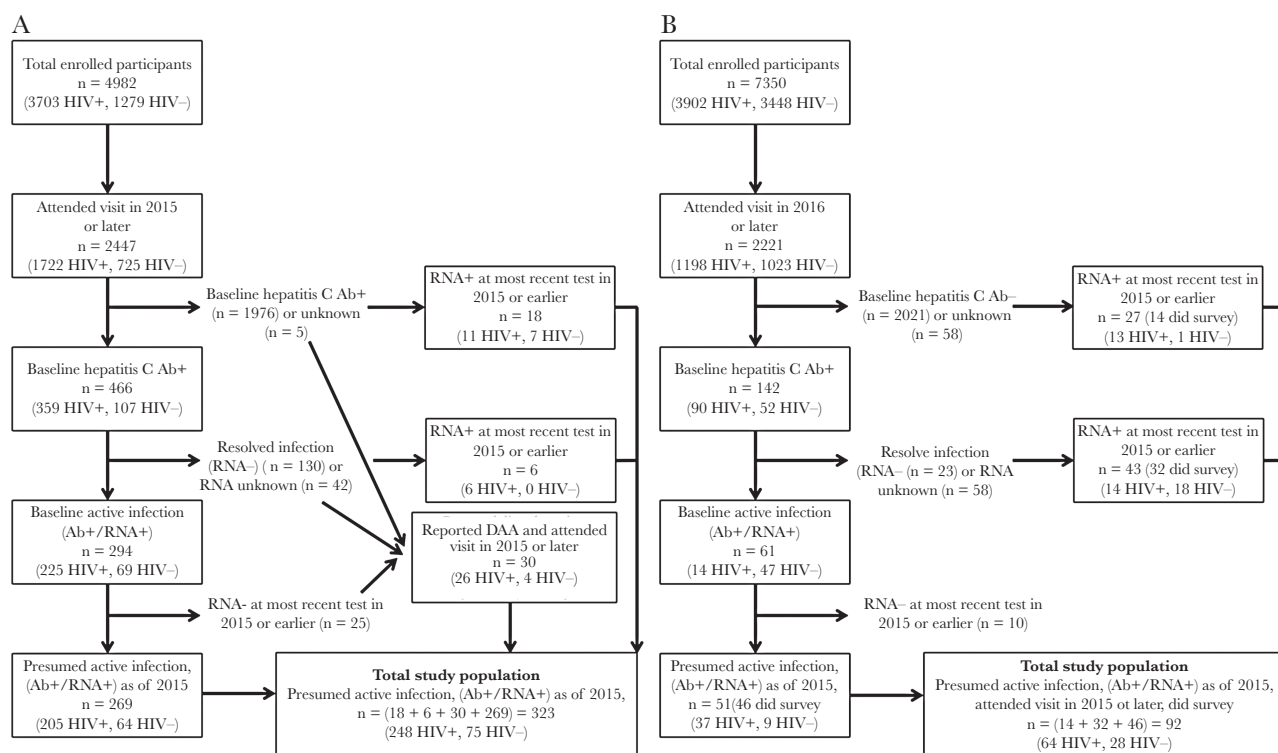 A
Total enrolled participants
n = 4982
(3703 HIV+, 1279 HIV–)
Attended visit in 2015
or later
n = 2447
(1722 HIV+, 725 HIV–)
Baseline hepatitis C Ab+
(n = 1976) or unknown
(n = 5)
RNA+ at most recent test in
2015 or earlier
n = 18
(11 HIV+, 7 HIV–)
Baseline hepatitis C Ab+
n = 466
(359 HIV+, 107 HIV–)
Resolved infection
(RNA–) ( n = 130) or
RNA unknown (n = 42)
RNA+ at most recent test in
2015 or earlier
n = 6
(6 HIV+, 0 HIV–)
Baseline active infection
(Ab+/RNA+)
n = 294
(225 HIV+, 69 HIV–)
Reported DAA and attended
visit in 2015 or later
n = 30
(26 HIV+, 4 HIV–)
RNA- at most recent test in
2015 or earlier (n = 25)
Presumed active infection,
(Ab+/RNA+) as of 2015
n = 269
(205 HIV+, 64 HIV–)
Total study population
Presumed active infection, (Ab+/RNA+) as of 2015,
n = (18 + 6 + 30 + 269) = 323
(248 HIV+, 75 HIV–)
B
Total enrolled participants
n = 7350
(3902 HIV+, 3448 HIV–)
Attended visit in 2016
or later
n = 2221
(1198 HIV+, 1023 HIV–)
Baseline hepatitis C Ab–
(n = 2021) or unknown
(n = 58)
RNA+ at most recent test in
2015 or earlier
n = 27 (14 did survey)
(13 HIV+, 1 HIV–)
Baseline hepatitis C Ab+
n = 142
(90 HIV+, 52 HIV–)
Resolve infection
(RNA– (n = 23) or RNA
unknown (n = 58)
RNA+ at most recent test in
2015 or earlier
n = 43 (32 did survey)
(14 HIV+, 18 HIV–)
Baseline active infection
(Ab+/RNA+)
n = 61
(14 HIV+, 47 HIV–)
RNA– at most recent test in
2015 or earlier (n = 10)
Presumed active infection,
(Ab+/RNA+) as of 2015,
n = 51(46 did survey
(37 HIV+, 9 HIV–)
Total study population
Presumed active infection, (Ab+/RNA+) as of 2015,
attended visit in 2015 ot later, did survey
n = (14 + 32 + 46) = 92
(64 HIV+, 28 HIV–)